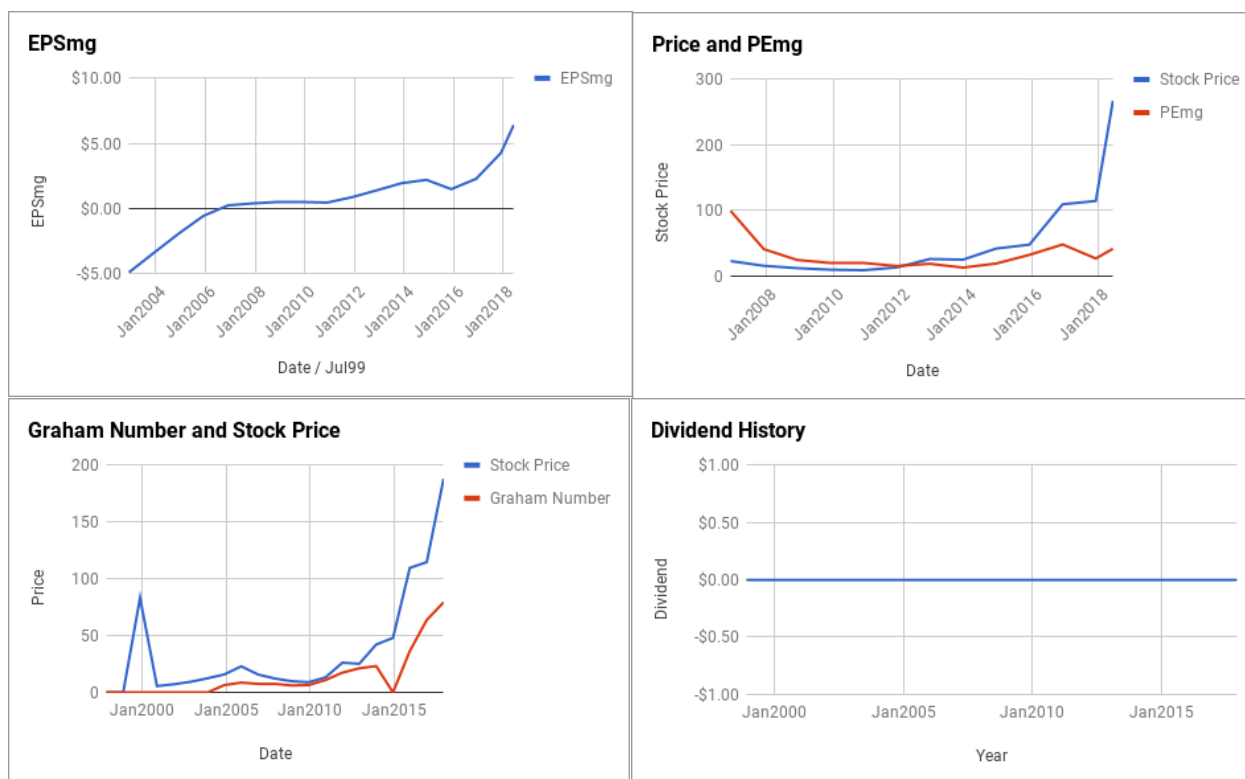 EPSmg
$10.00
$5.00
$0.00
-$5.00
EPSmg
EPSmg
Jan2004
Jan2006
Jan2008
Jan2010
Jan2012
Jan2014
Jan2016
Jan2018
Date / Jul99
Price and PEmg
300
200
100
0
Stock Price
Stock Price
PEmg
Jan2008
Jan2010
Jan2012
Jan2014
Jan2016
Jan2018
Date
Graham Number and Stock Price
200
150
100
50
0
Price
Stock Price
Graham Number
Jan2000
Jan2005
Jan2010
Jan2015
Date
Dividend History
$1.00
$0.50
$0.00
-$0.50
-$1.00
Dividend
Jan2000
Jan2005
Jan2010
Jan2015
Year